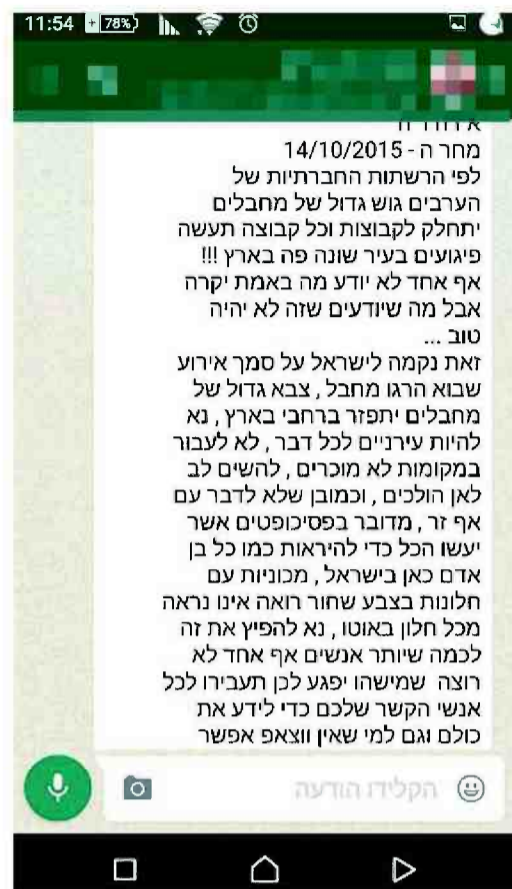 11:54 78%
מחר ה - 14/10/2015
לפי הרשתות החברתיות של
הערבים גוש גדול של מחבלים
יתחלק לקבוצות וכל קבוצה תעשה
פיגועים בעיר שונה פה בארץ !!!
אף אחד לא יודע מה באמת יקרה
אבל מה שיודעים שזה לא יהיה
טוב ...
זאת נקמה לישראל על סמך אירוע
שבוא הרגו מחבל , צבא גדול של
מחבלים יתפזר ברחבי בארץ , נא
להיות עירניים לכל דבר , לא לעבור
במקומות לא מוכרים , להשים לב
לאן הולכים , וכמובן שלא לדבר עם
אף זר , מדובר בפסיכופטים אשר
יעשו הכל כדי להיראות כמו כל בן
אדם כאן בישראל , מכוניות עם
חלונות בצבע שחור רואה אינו נראה
מכל חלון באוטו , נא להפיץ את זה
לכמה שיותר אנשים אף אחד לא
רוצה שמישהו יפגע לכן תעבירו לכל
אנשי הקשר שלכם כדי לידע את
כולם וגם למי שאין ווצאפ אפשר
הקלידו הודעה